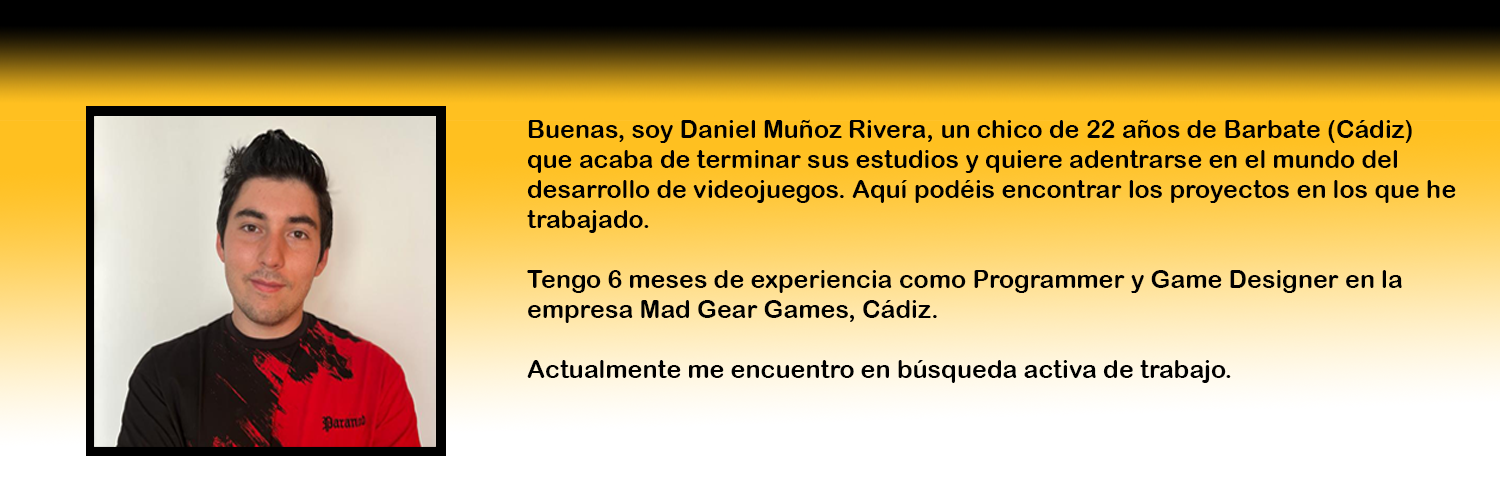 Buenas, soy Daniel Muñoz Rivera, un chico de 22 años de Barbate (Cádiz)
que acaba de terminar sus estudios y quiere adentrarse en el mundo del
desarrollo de videojuegos. Aquí podéis encontrar los proyectos en los que he
trabajado.
Tengo 6 meses de experiencia como Programmer y Game Designer en la
empresa Mad Gear Games, Cádiz.
Actualmente me encuentro en búsqueda activa de trabajo.